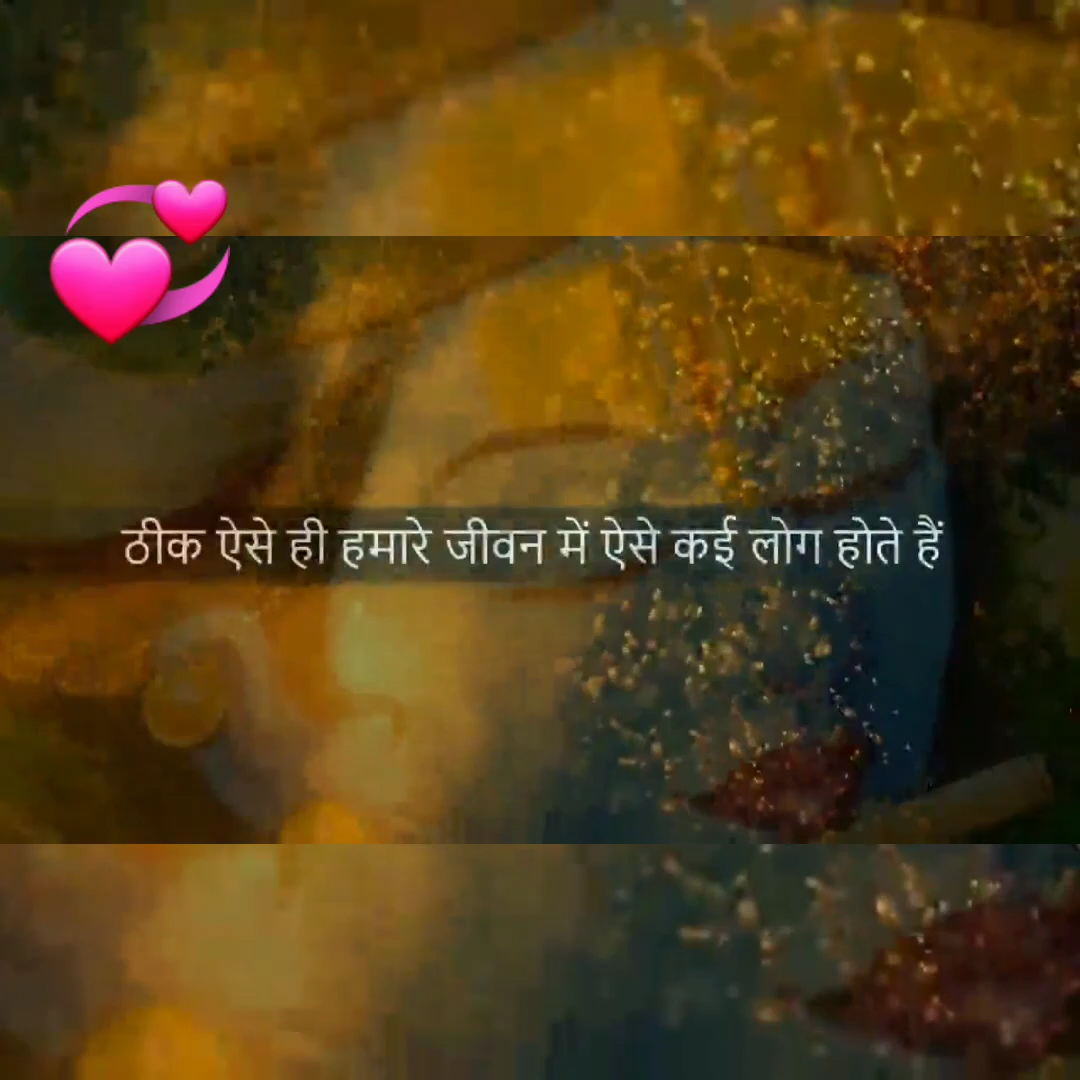 ठीक ऐसे ही हमारे जीवन में ऐसे कई लोग होते हैं